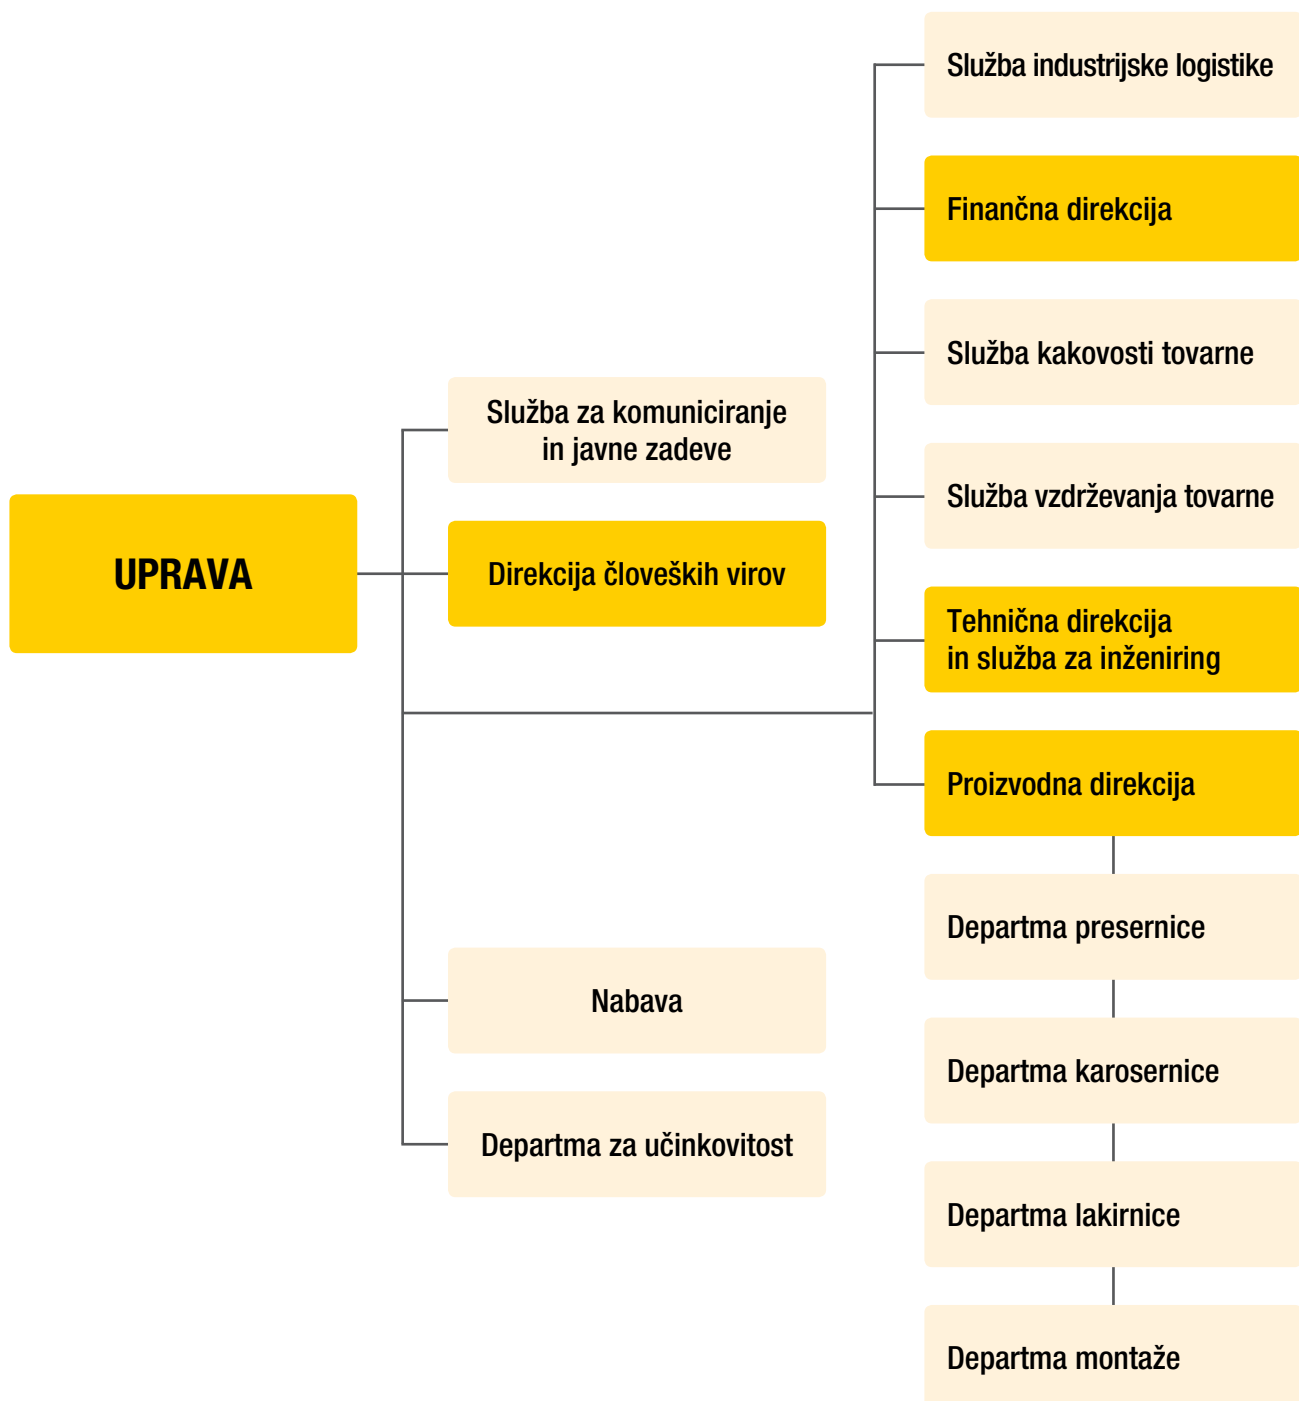 UPRAVA
Služba za komuniciranje
in javne zadeve
Direkcija človeških virov
Nabava
Departma za učinkovitost
Služba industrijske logistike
Finančna direkcija
Služba kakovosti tovarne
Služba vzdrževanja tovarne
Tehnična direkcija
in služba za inženiring
Proizvodna direkcija
Departma presernice
Departma karosernice
Departma lakirnice
Departma montaže